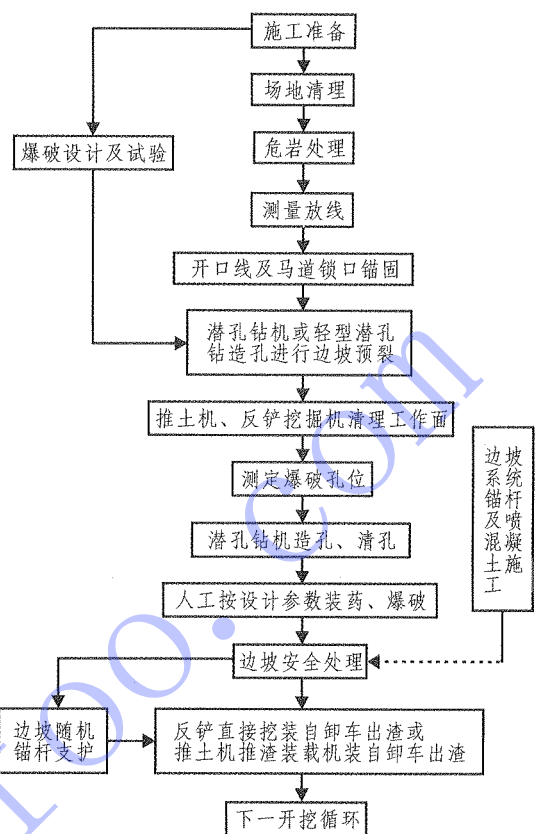 施工准备
场地清理
爆破设计及试验
危岩处理
测量放线
开口线及马道锁口锚固
潜孔钻机或轻型潜孔
钻造孔进行边坡预裂
推土机、反铲挖掘机清理工作面
测定爆破孔位
潜孔钻机造孔、清孔
人工按设计参数装药、爆破
边坡
系统
锚杆
及喷
混凝
土施
工
边坡安全处理
边坡随机
锚杆支护
反铲直接挖装自卸车出渣或
推土机推渣装载机装自卸车出渣
下一开挖循环
foo.com